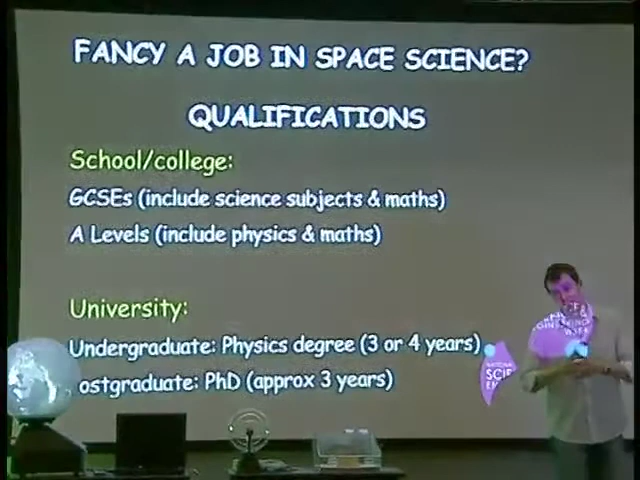 FANCY A JOB IN SPACE SCIENCE?
QUALIFICATIONS
School/college:
GCSEs (include science subjects & maths)
A Levels (include physics & maths)
University:
Undergraduate: Physics degree (3 or 4 years)
ostgraduate: PhD (approx 3 years)
SCIE